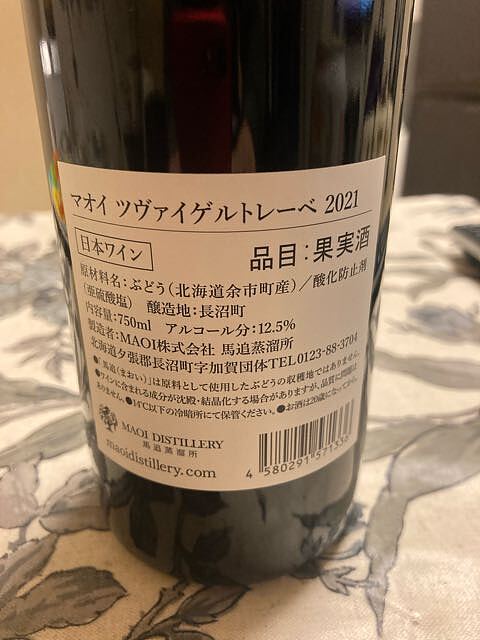 マオイ ツヴァイゲルトレーベ 2021
日本ワイン
品目：果実酒
原材料名：ぶどう（北海道余市町産）／酸化防止剤
（亜硫酸塩） 醸造地：長沼町
内容量：750ml アルコール分：12.5%
製造者：MAOI株式会社 馬追蒸溜所
北海道夕張郡長沼町字加賀団体TEL0123-88-3704
●「馬追（まおい）」は原料として使用したぶどうの収穫地ではありません。
●ワインに含まれる成分が沈殿・結晶化する場合がありますが、品質に問題は
ありません。●14℃以下の冷暗所にて保管ください。●お酒は20歳になってから。
MAOI DISTILLERY
馬追蒸溜所
maoidistillery.com
4 580291 571336